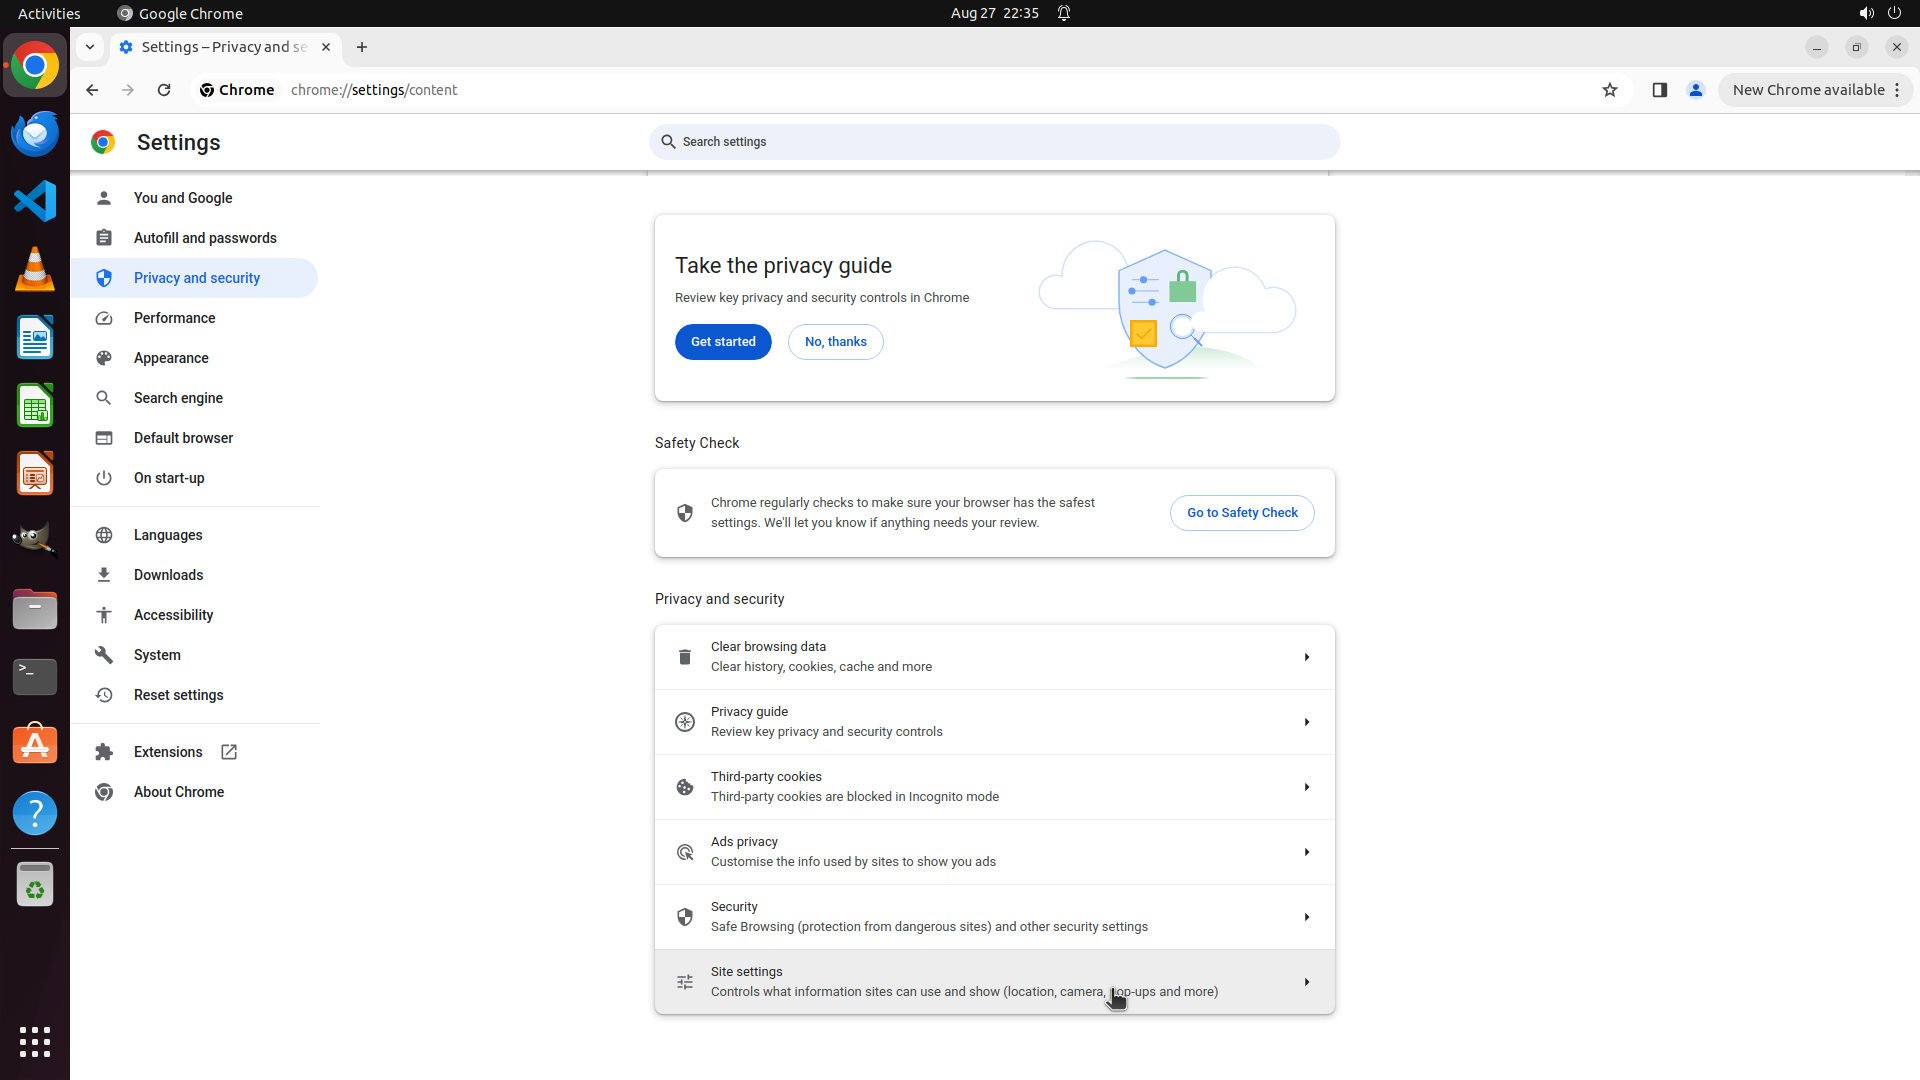 Activities
Google Chrome
Aug 27 22:35
Settings – Privacy and se
Chrome
chrome://settings/content
New Chrome available
Settings
Search settings
You and Google
Autofill and passwords
Privacy and security
Performance
Appearance
Search engine
Default browser
On start-up
Languages
Downloads
Accessibility
System
Reset settings
Extensions
About Chrome
Take the privacy guide
Review key privacy and security controls in Chrome
Get started
No, thanks
Safety Check
Chrome regularly checks to make sure your browser has the safest
settings. We'll let you know if anything needs your review.
Go to Safety Check
Privacy and security
Clear browsing data
Clear history, cookies, cache and more
Privacy guide
Review key privacy and security controls
Third-party cookies
Third-party cookies are blocked in Incognito mode
Ads privacy
Customise the info used by sites to show you ads
Security
Safe Browsing (protection from dangerous sites) and other security settings
Site settings
Controls what information sites can use and show (location, camera, pop-ups and more)